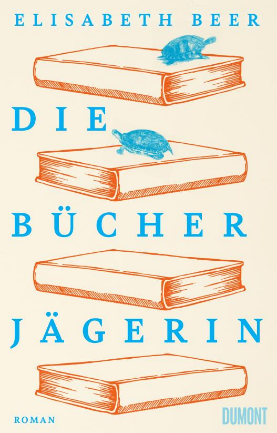 ELISABETH BEER
DIE
BÜCHER
JÄGERIN
ROMAN
DUMONT